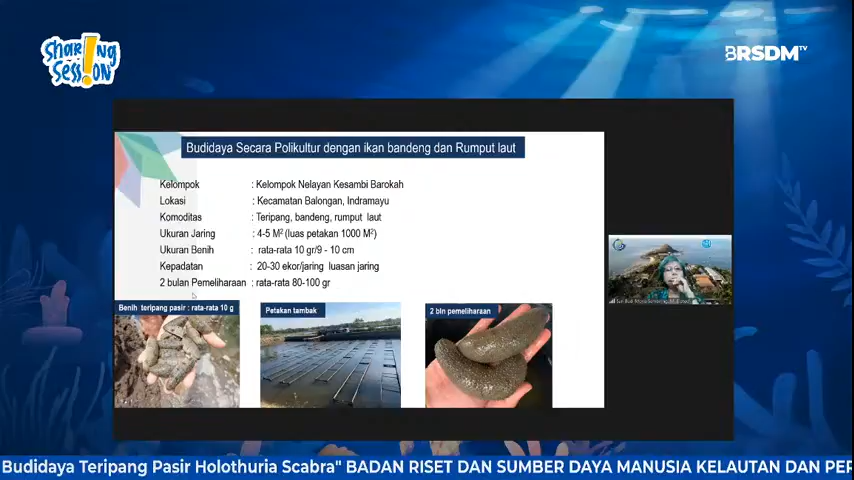 Sharing
Session
BRSDM TV
Budidaya Secara Polikultur dengan ikan bandeng dan Rumput laut
Kelompok : Kelompok Nelayan Kesambi Barokah
Lokasi : Kecamatan Balongan, Indramayu
Komoditas : Teripang, bandeng, rumput laut
Ukuran Jaring : 4-5 M² (luas petakan 1000 M²)
Ukuran Benih : rata-rata 10 gr/9 - 10 cm
Kepadatan : 20-30 ekor/jaring luasan jaring
2 bulan Pemeliharaan : rata-rata 80-100 gr
Benih teripang pasir : rata-rata 10 g
Petakan tambak
2 bln pemeliharaan
Budidaya Teripang Pasir Holothuria Scabra" BADAN RISET DAN SUMBER DAYA MANUSIA KELAUTAN DAN PER